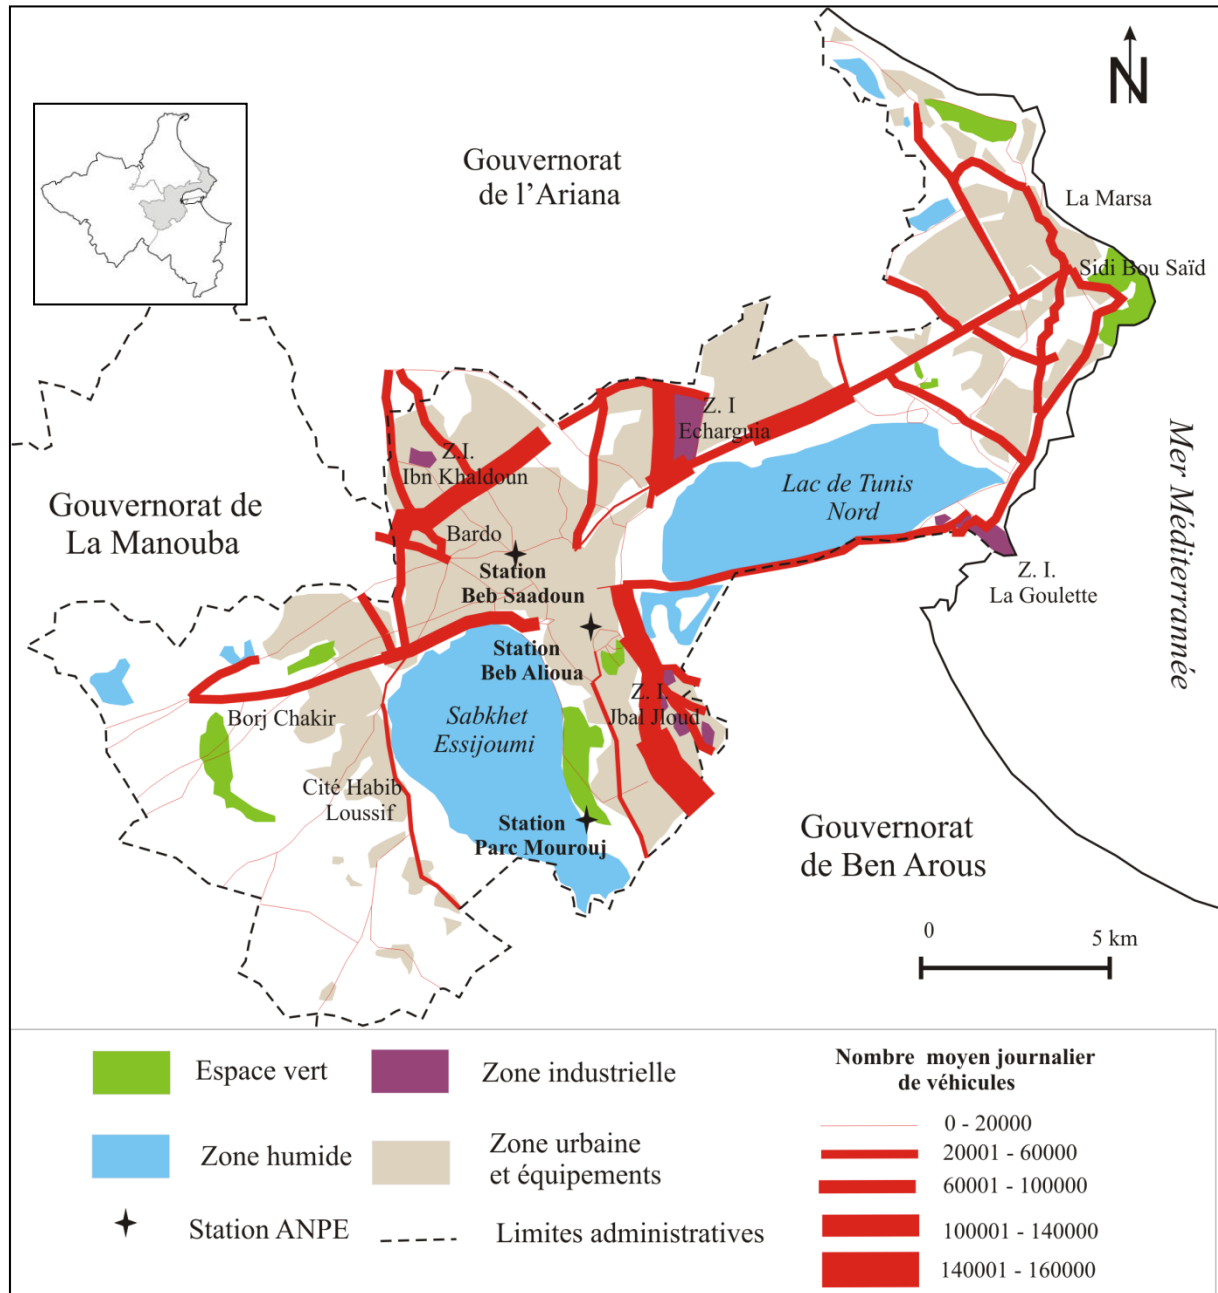 N
Gouvernorat
de l'Ariana
La Marsa
Sidi Bou Saïd
Z. I
Echarguia
Z.I.
Ibn Khaldoun
Mer Méditerrannée
Lac de Tunis
Nord
Gouvernorat de
La Manouba
Bardo
Station
Beb Saadoun
Z. I.
La Goulette
Station
Beb Alioua
Z. I.
Jbal Jloud
Borj Chakir
Sabkhet
Essijoumi
Cité Habib
Loussif
Station
Parc Mourouj
Gouvernorat
de Ben Arous
0
5 km
Espace vert
Zone industrielle
Zone humide
Zone urbaine
et équipements
Station ANPE
Limites administratives
Nombre moyen journalier
de véhicules
0 - 20000
20001 - 60000
60001 - 100000
100001 - 140000
140001 - 160000